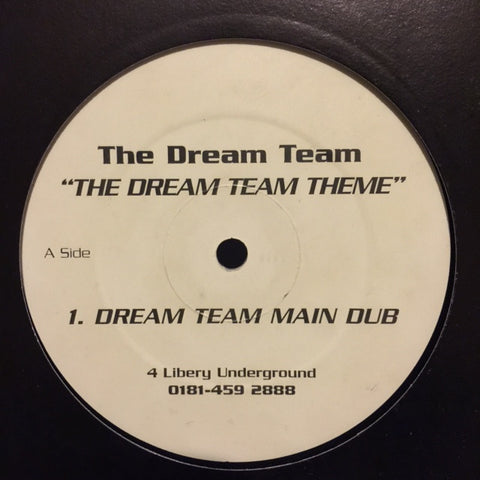 The Dream Team
“THE DREAM TEAM THEME”
A Side
1. DREAM TEAM MAIN DUB
4 Libery Underground
0181-459 2888